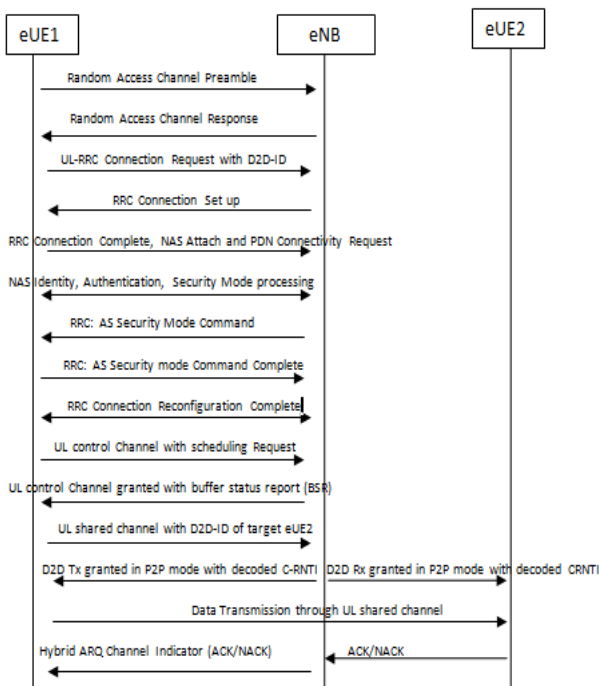 eUE1
eNB
eUE2
Random Access Channel Preamble
Random Access Channel Response
UL-RRC Connection Request with D2D-ID
RRC Connection Set up
RRC Connection Complete, NAS Attach and PDN Connectivity Request
NAS Identity, Authentication, Security Mode processing
RRC: AS Security Mode Command
RRC: AS Security mode Command Complete
RRC Connection Reconfiguration Complete
UL control Channel with scheduling Request
UL control Channel granted with buffer status report (BSR)
UL shared channel with D2D-ID of target eUE2
D2D Tx granted in P2P mode with decoded C-RNTI
D2D Rx granted in P2P mode with decoded CRNTI
Data Transmission through UL shared channel
Hybrid ARQ Channel Indicator (ACK/NACK)
ACK/NACK